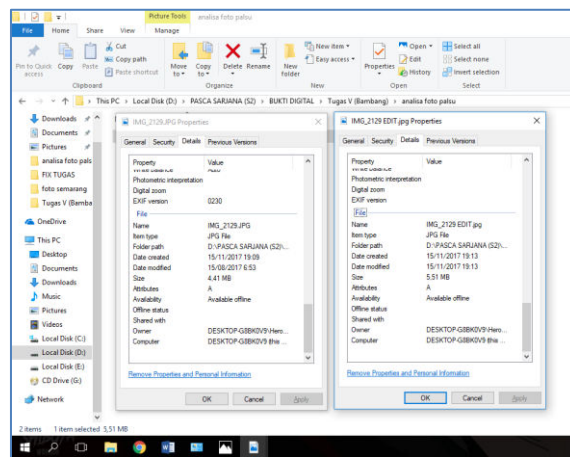 Picture Tools analisa foto palsu
File Home Share View Manage
Pin to Quick access
Copy
Paste
Cut
Copy path
Paste shortcut
Clipboard
Move to
Copy to
Delete
Rename
Organize
New folder
New item
Easy access
New
Properties
Open
Edit
History
Open
Select all
Select none
Invert selection
Select
This PC > Local Disk (D:) > PASCA SARJANA (S2) > BUKTI DIGITAL > Tugas V (Bambang) > analisa foto palsu
Downloads
Documents
Pictures
analisa foto pals
FIX TUGAS
foto semarang
Tugas V (Bamba
OneDrive
This PC
Desktop
Documents
Downloads
Music
Pictures
Videos
Local Disk (C:)
Local Disk (D:)
Local Disk (E:)
CD Drive (G:)
Network
IMG_2129.JPG Properties
General Security Details Previous Versions
Property Value
White balance Auto
Photometric interpretation
Digital zoom
EXIF version 0230
File
Name IMG_2129.JPG
Item type JPG File
Folder path D:\PASCA SARJANA (S2)\...
Date created 15/11/2017 19:09
Date modified 15/08/2017 6:53
Size 4,41 MB
Attributes A
Availability Available offline
Offline status
Shared with
Owner DESKTOP-G8BK0V9\Hero...
Computer DESKTOP-G8BK0V9 (this ...
Remove Properties and Personal Information
OK Cancel Apply
IMG_2129 EDIT.jpg Properties
General Security Details Previous Versions
Property Value
White balance
Photometric interpretation
Digital zoom
EXIF version
File
Name IMG_2129 EDIT.jpg
Item type JPG File
Folder path D:\PASCA SARJANA (S2)\...
Date created 15/11/2017 19:13
Date modified 15/11/2017 19:13
Size 5,51 MB
Attributes A
Availability Available offline
Offline status
Shared with
Owner DESKTOP-G8BK0V9\Hero...
Computer DESKTOP-G8BK0V9 (this ...
Remove Properties and Personal Information
OK Cancel Apply
2 items 1 item selected 5,51 MB